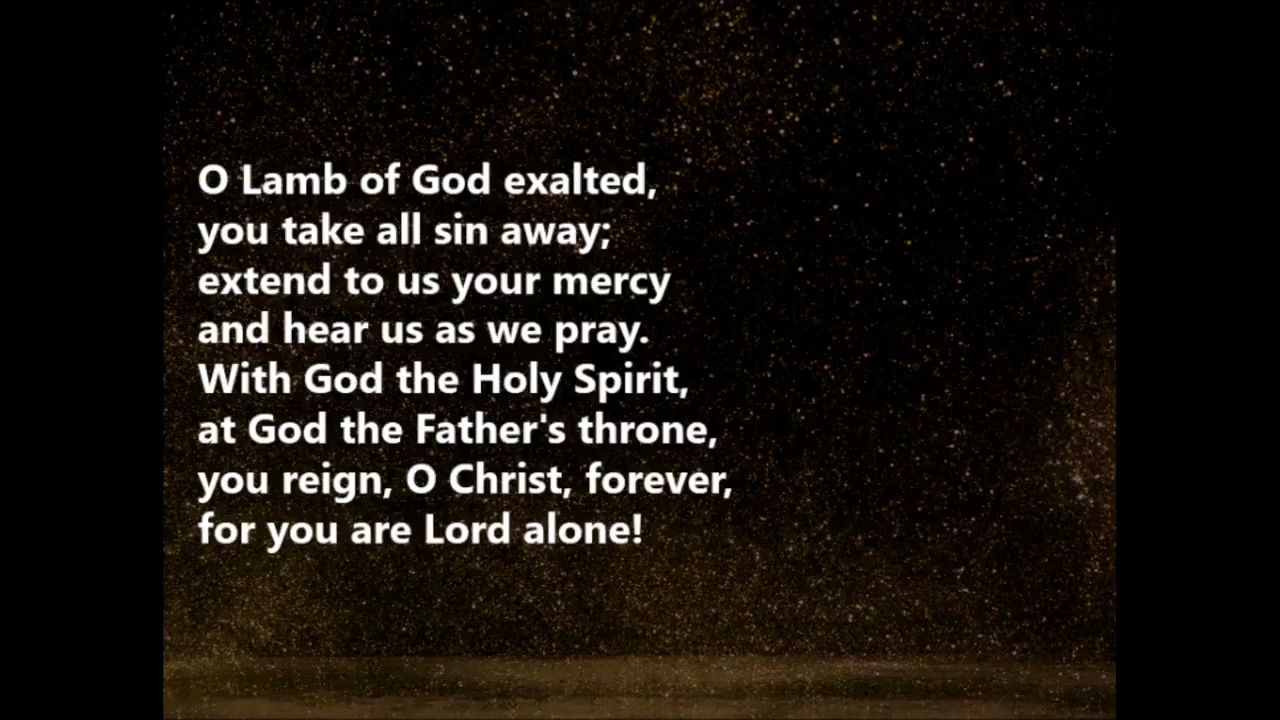 O Lamb of God exalted,
you take all sin away;
extend to us your mercy
and hear us as we pray.
With God the Holy Spirit,
at God the Father's throne,
you reign, O Christ, forever,
for you are Lord alone!